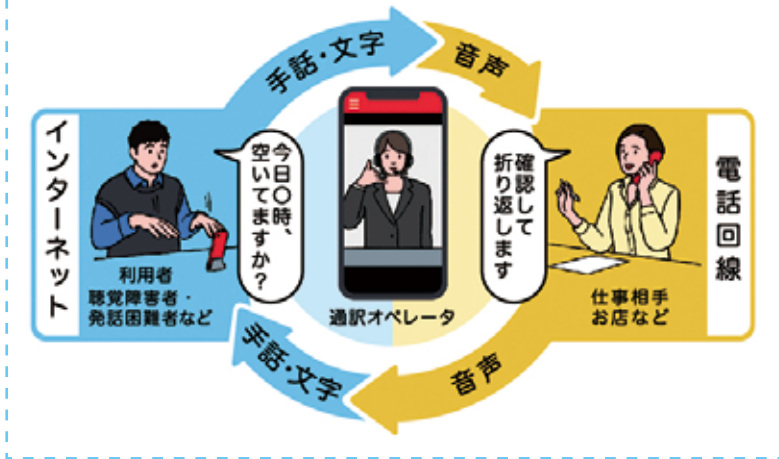 手話・文字
音声
インターネット
今日〇時、
空いてますか？
利用者
聴覚障害者・
発話困難者など
通訳オペレータ
確認して
折り返します
仕事相手
お店など
電話回線
手話・文字
音声